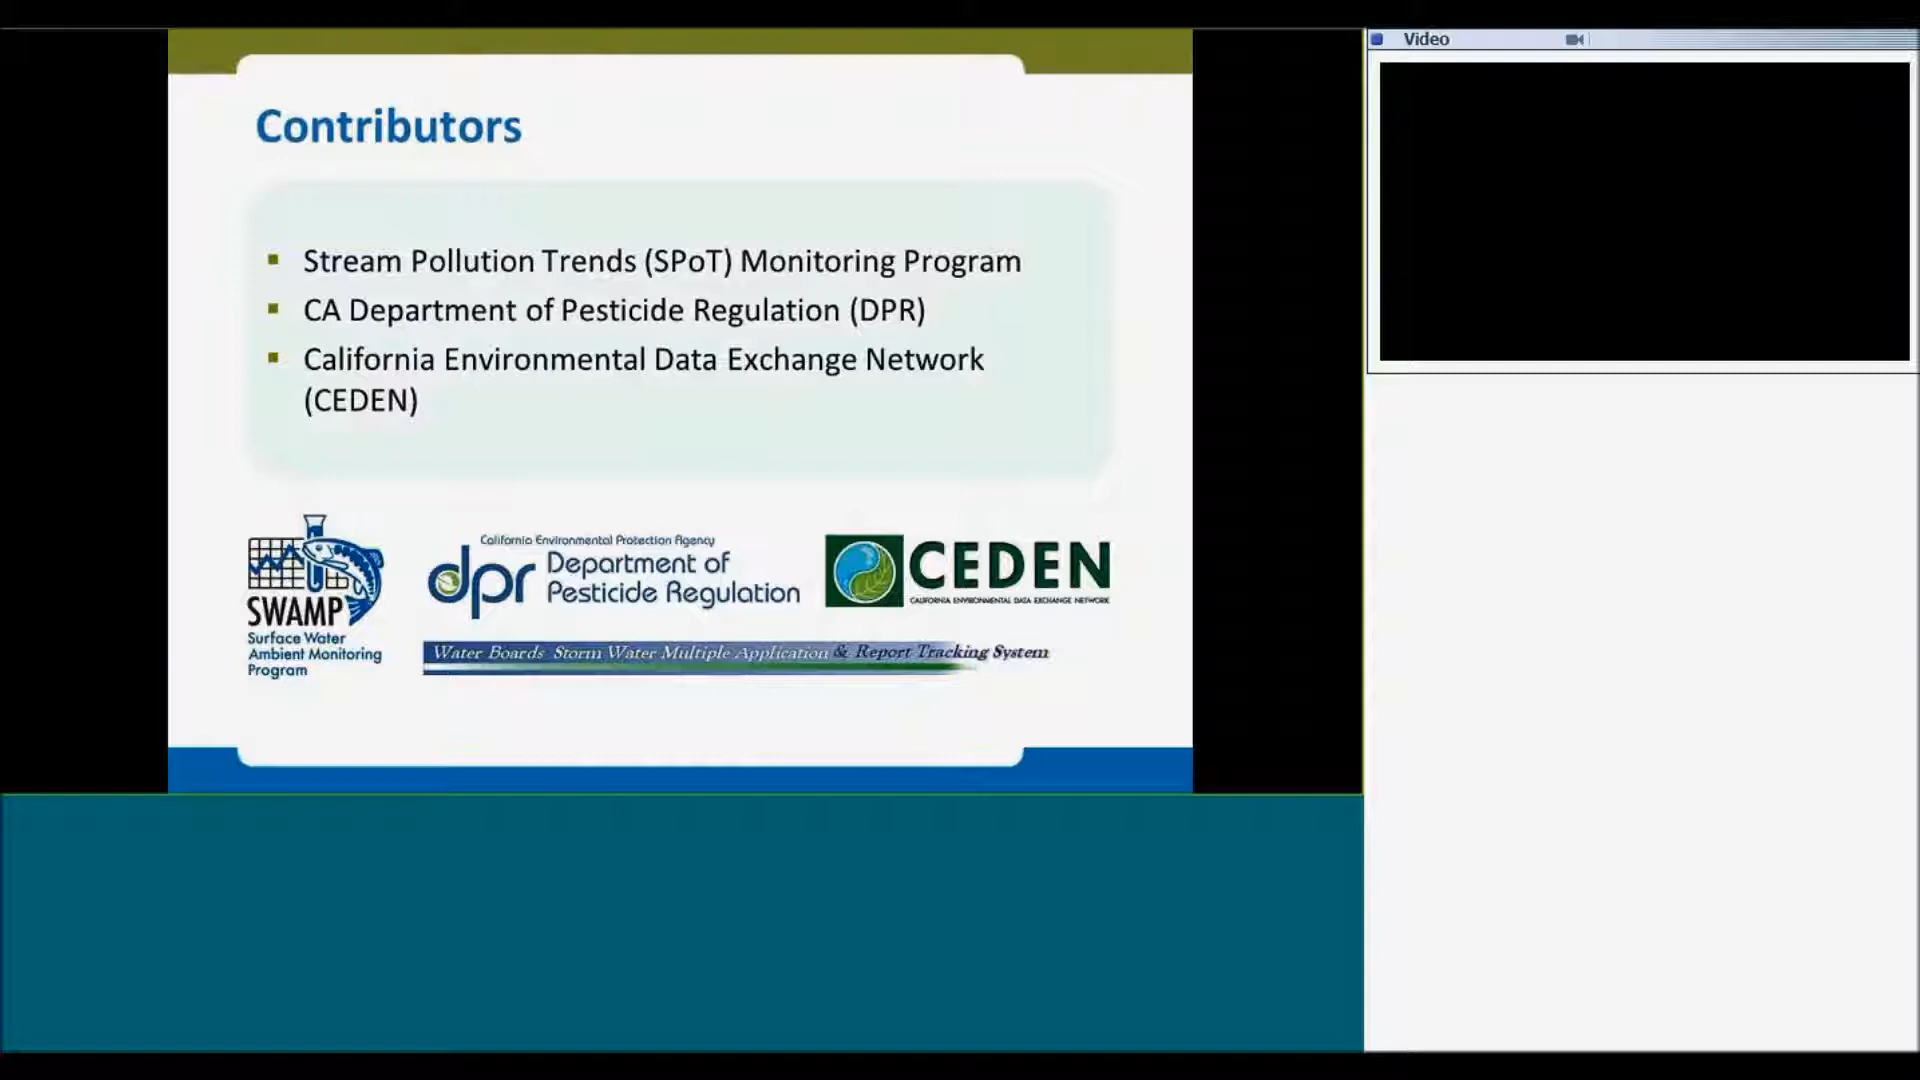 Video
Contributors
▪ Stream Pollution Trends (SPoT) Monitoring Program
▪ CA Department of Pesticide Regulation (DPR)
▪ California Environmental Data Exchange Network
(CEDEN)
SWAMP
Surface Water
Ambient Monitoring
Program
California Environmental Protection Agency
dpr
Department of
Pesticide Regulation
CEDEN
CALIFORNIA ENVIRONMENTAL DATA EXCHANGE NETWORK
Water Boards Storm Water Multiple Application & Report Tracking System